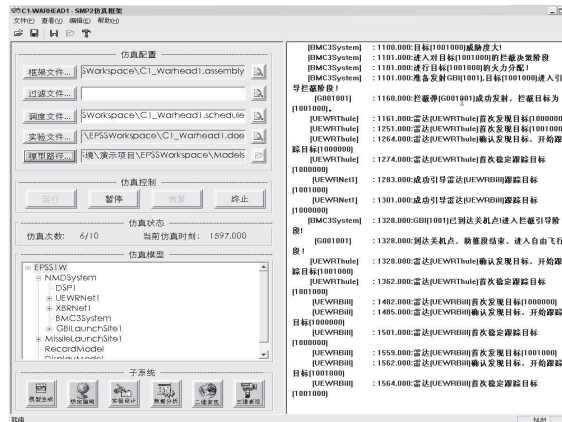 C1-WARHEAD1 - SMP2仿真框架
文件(F) 查看(V) 编辑(E) 帮助(H)
仿真配置
框架文件... SWorkspace\C1_Warhead1.assembly
过滤文件...
调度文件... SWorkspace\C1_Warhead1.schedule
实验文件... \EPSSWorkspace\C1_Warhead1.doe
模型路径... 境\演示项目\EPSSWorkspace\Models
仿真控制
运行 暂停 恢复 终止
仿真状态
仿真次数: 6/10 当前仿真时刻: 1597.000
仿真模型
EPSS1W
NMDSystem
DSP1
UEWRNet1
XBRNet1
BMC3System
GBILaunchSite1
MissileLaunchSite1
RecordModel
DisplayModel
子系统
模型生成 想定编辑 实验设计 数据分析 二维表现 三维表现
就绪
NUM
[BMC3System] : 1100.000:目标[1001000]威胁度大!
[BMC3System] : 1101.000:进入对目标[1001000]的拦截决策阶段
[BMC3System] : 1101.000:进行目标[1001000]的火力分配!
[BMC3System] : 1101.000:准备发射GBI[1001],目标[1001000]进入引
导拦截阶段!
[G001001] : 1160.000:拦截弹[G001001]成功发射，拦截目标为
[1001000]。
[UEWRThule] : 1161.000:雷达[UEWRThule]首次发现目标[1000000
[UEWRThule] : 1251.000:雷达[UEWRThule]首次发现目标[1001000
[UEWRThule] : 1264.000:雷达[UEWRThule]确认发现目标，开始跟
踪目标[1000000]
[UEWRThule] : 1274.000:雷达[UEWRThule]首次稳定跟踪目标
[1000000]
[UEWRNet1] : 1283.000:成功引导雷达[UEWRBill]跟踪目标
[1001000]
[UEWRNet1] : 1301.000:成功引导雷达[UEWRBill]跟踪目标
[1000000]
[BMC3System] : 1328.000:GBI[1001]已到达关机点!进入拦截引导阶
段!
[G001001] : 1328.000:到达关机点，助推段结束，进入自由飞行
段!
[UEWRThule] : 1328.000:雷达[UEWRThule]确认发现目标，开始跟
踪目标[1001000]
[UEWRThule] : 1362.000:雷达[UEWRThule]首次稳定跟踪目标
[1001000]
[UEWRBill] : 1482.000:雷达[UEWRBill]首次发现目标[1000000]
[UEWRBill] : 1485.000:雷达[UEWRBill]确认发现目标，开始跟踪
目标[1000000]
[UEWRBill] : 1501.000:雷达[UEWRBill]首次稳定跟踪目标
[1000000]
[UEWRBill] : 1559.000:雷达[UEWRBill]首次发现目标[1001000]
[UEWRBill] : 1562.000:雷达[UEWRBill]确认发现目标，开始跟踪
目标[1001000]
[UEWRBill] : 1564.000:雷达[UEWRBill]首次稳定跟踪目标
[1001000]